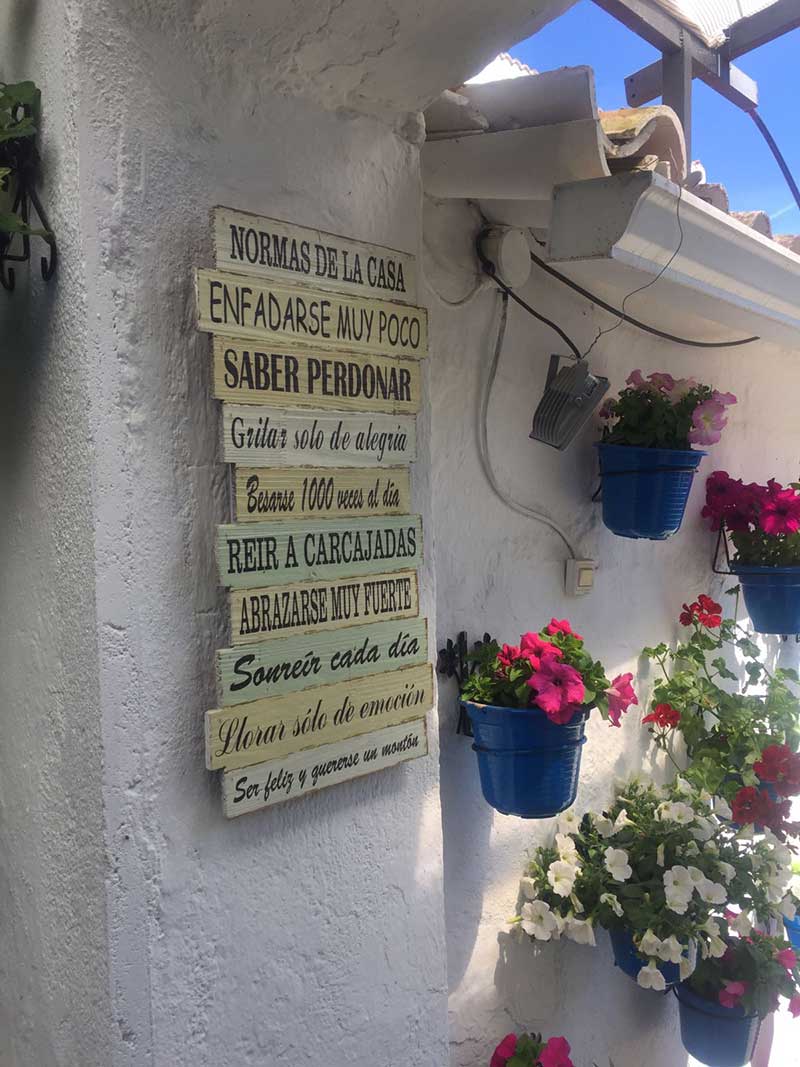 NORMAS DE LA CASA
ENFADARSE MUY POCO
SABER PERDONAR
Gritar solo de alegría
Besarse 1000 veces al día
REIR A CARCAJADAS
ABRAZARSE MUY FUERTE
Sonreír cada día
Llorar sólo de emoción
Ser feliz y quererse un montón